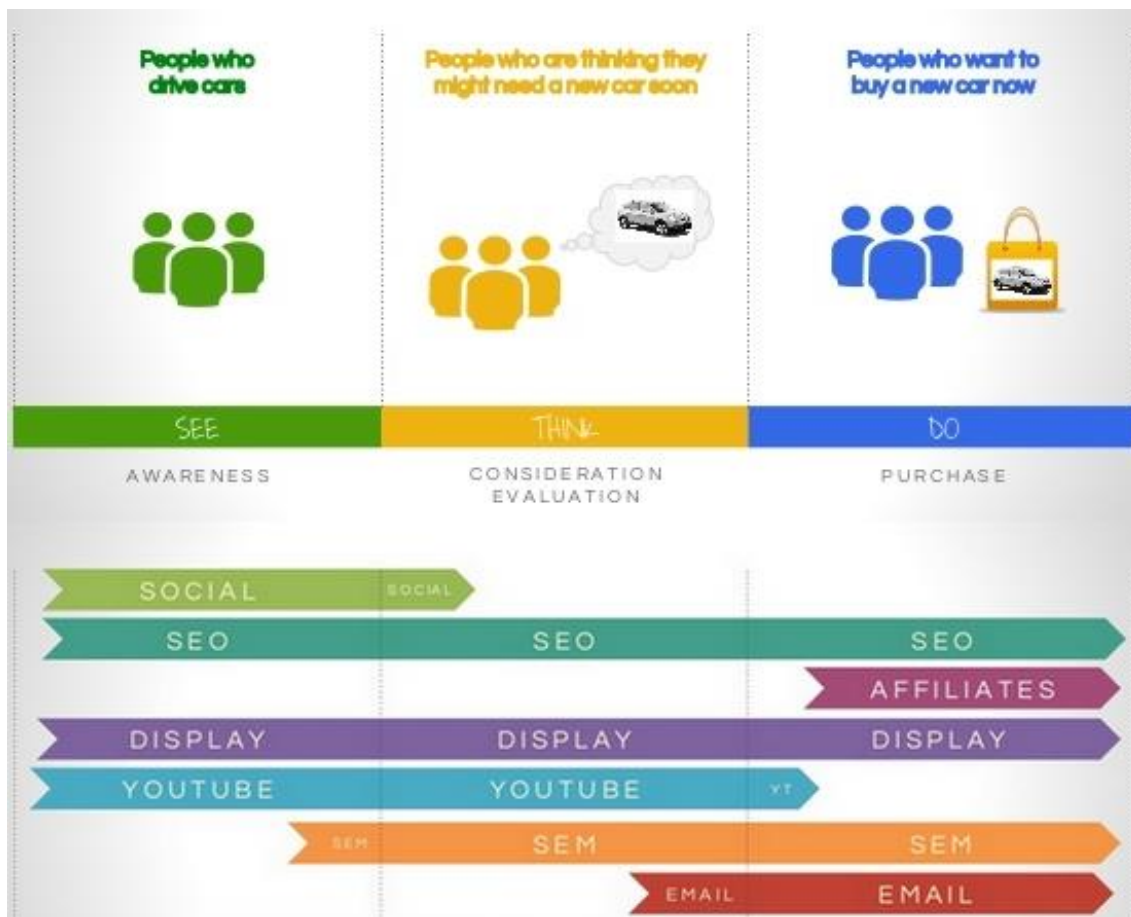 People who
drive cars
People who are thinking they
might need a new car soon
People who want to
buy a new car now
SEE
THINK
DO
AWARENESS
CONSIDERATION
EVALUATION
PURCHASE
SOCIAL SOCIAL
SEO SEO SEO
AFFILIATES
DISPLAY DISPLAY DISPLAY
YOUTUBE YOUTUBE YT
SEM SEM SEM
EMAIL EMAIL